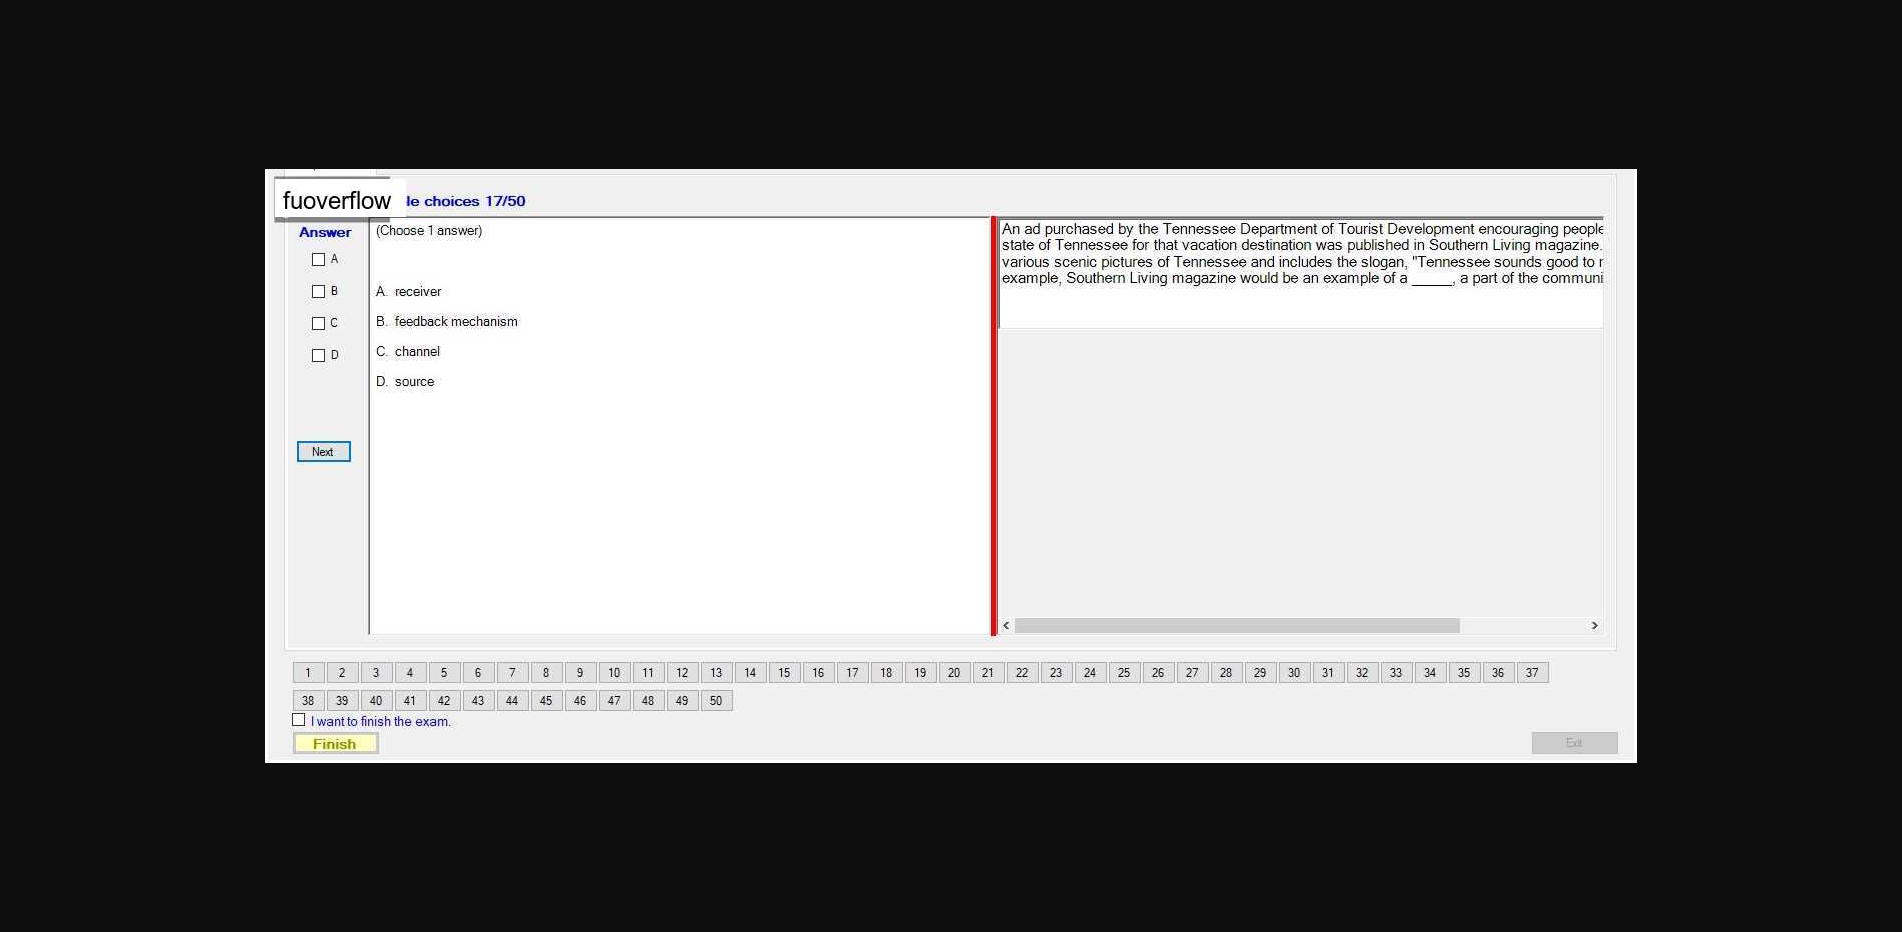 fuoverflow
le choices 17/50
Answer
(Choose 1 answer)
A
B
C
D
A. receiver
B. feedback mechanism
C. channel
D. source
Next
An ad purchased by the Tennessee Department of Tourist Development encouraging people
state of Tennessee for that vacation destination was published in Southern Living magazine.
various scenic pictures of Tennessee and includes the slogan, "Tennessee sounds good to
example, Southern Living magazine would be an example of a _____, a part of the communi
1 2 3 4 5 6 7 8 9 10 11 12 13 14 15 16 17 18 19 20 21 22 23 24 25 26 27 28 29 30 31 32 33 34 35 36 37
38 39 40 41 42 43 44 45 46 47 48 49 50
I want to finish the exam.
Finish
Exit